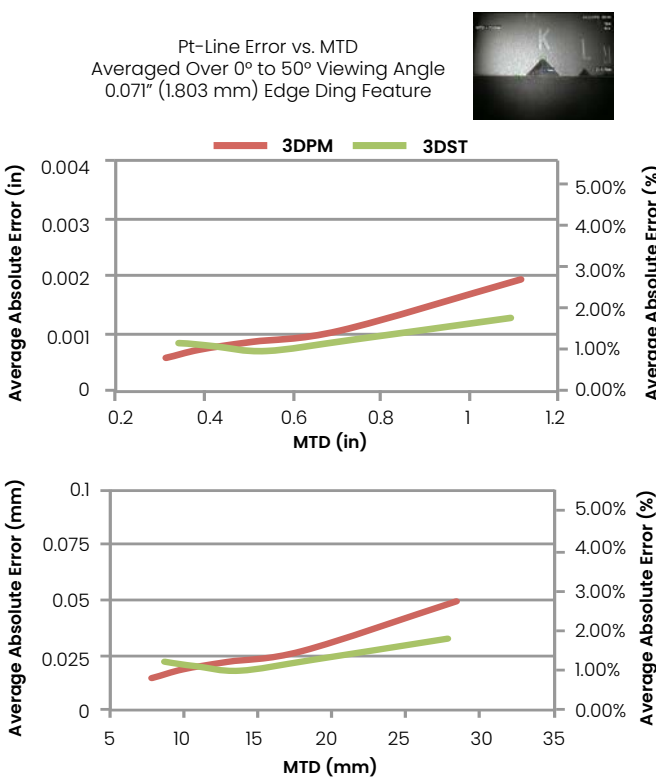 Pt-Line Error vs. MTD
Averaged Over 0° to 50° Viewing Angle
0.071” (1.803 mm) Edge Ding Feature
K
L
3DPM
3DST
Average Absolute Error (in)
0.004
0.003
0.002
0.001
0
5.00%
4.00%
3.00%
2.00%
1.00%
0.00%
Average Absolute Error (%)
0.2 0.4 0.6 0.8 1 1.2
MTD (in)
Average Absolute Error (mm)
0.1
0.075
0.05
0.025
0
5.00%
4.00%
3.00%
2.00%
1.00%
0.00%
Average Absolute Error (%)
5 10 15 20 25 30 35
MTD (mm)